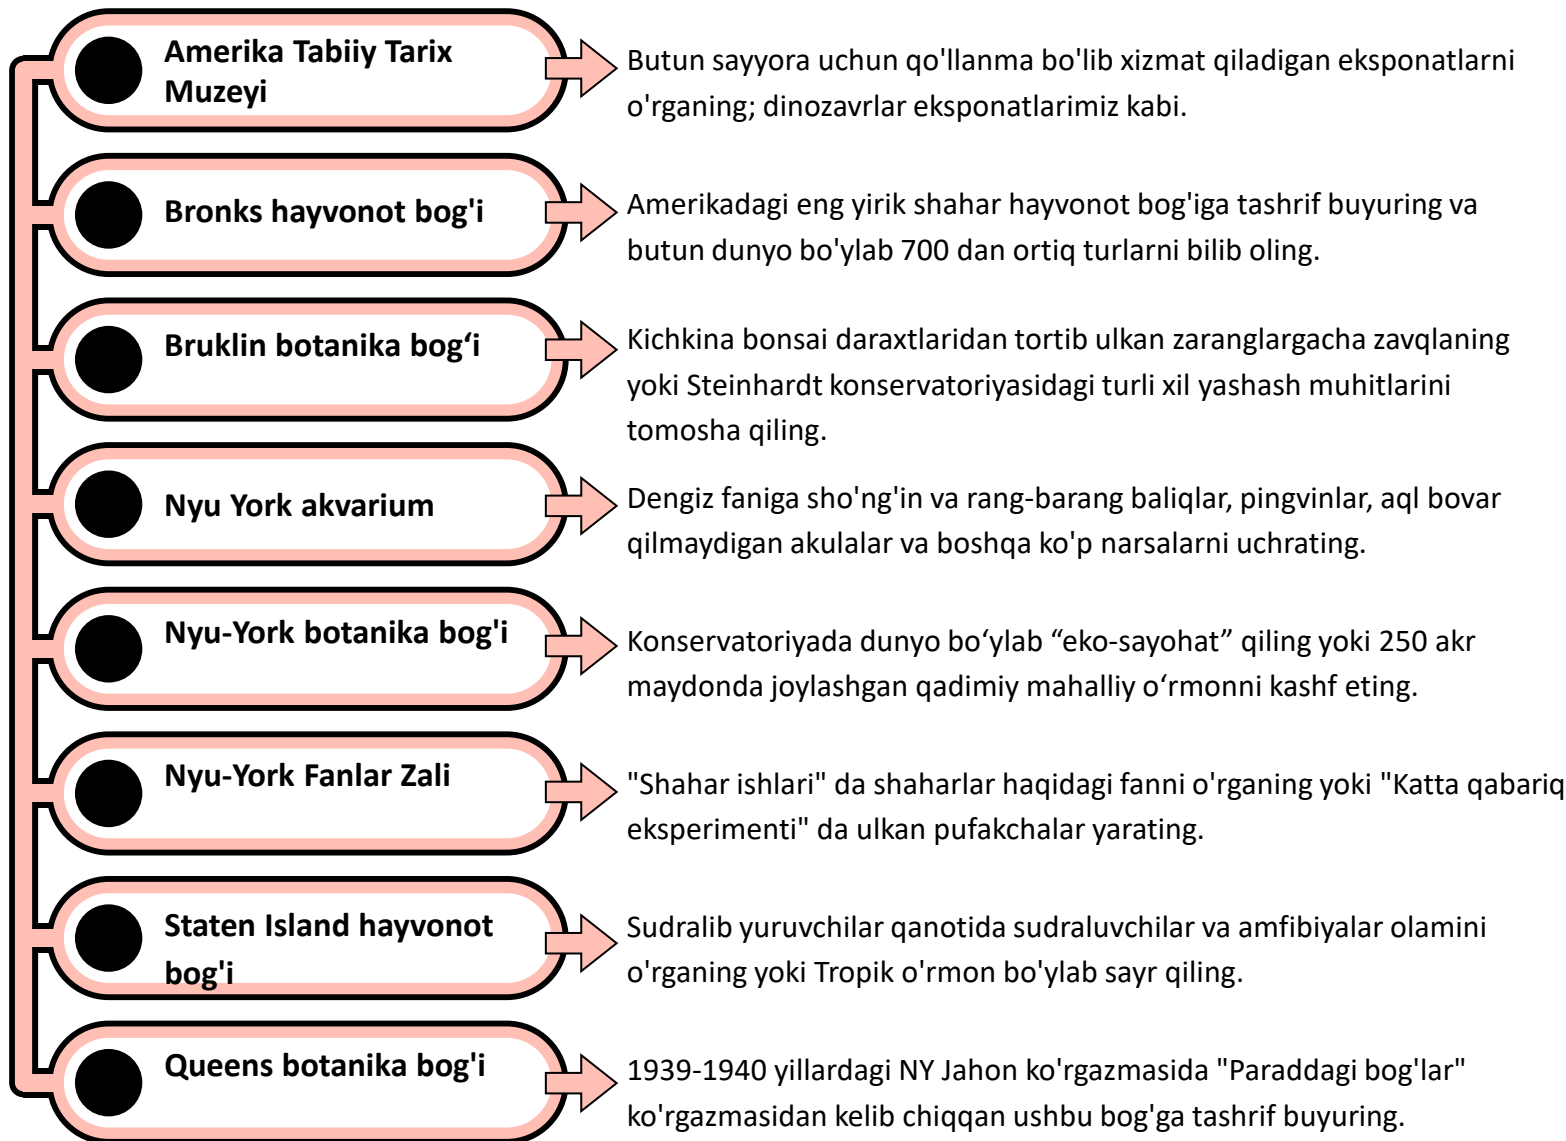 Amerika Tabiiy Tarix
Muzeyi
Butun sayyora uchun qo'llanma bo'lib xizmat qiladigan eksponatlarni
o'rganing; dinozavrlar eksponatlarimiz kabi.
Bronks hayvonot bog'i
Amerikadagi eng yirik shahar hayvonot bog'iga tashrif buyuring va
butun dunyo bo'ylab 700 dan ortiq turlarni bilib oling.
Bruklin botanika bog‘i
Kichkina bonsai daraxtlaridan tortib ulkan zaranglargacha zavqlaning
yoki Steinhardt konservatoriyasidagi turli xil yashash muhitlarini
tomosha qiling.
Nyu York akvarium
Dengiz faniga sho'ng'in va rang-barang baliqlar, pingvinlar, aql bovar
qilmaydigan akulalar va boshqa ko'p narsalarni uchrating.
Nyu-York botanika bog'i
Konservatoriyada dunyo bo‘ylab “eko-sayohat” qiling yoki 250 akr
maydonda joylashgan qadimiy mahalliy o‘rmonni kashf eting.
Nyu-York Fanlar Zali
"Shahar ishlari" da shaharlar haqidagi fanni o'rganing yoki "Katta qabariq
eksperimenti" da ulkan pufakchalar yarating.
Staten Island hayvonot
bog'i
Sudralib yuruvchilar qanotida sudraluvchilar va amfibiyalar olamini
o'rganing yoki Tropik o'rmon bo'ylab sayr qiling.
Queens botanika bog'i
1939-1940 yillardagi NY Jahon ko'rgazmasida "Paraddagi bog'lar"
ko'rgazmasidan kelib chiqqan ushbu bog'ga tashrif buyuring.